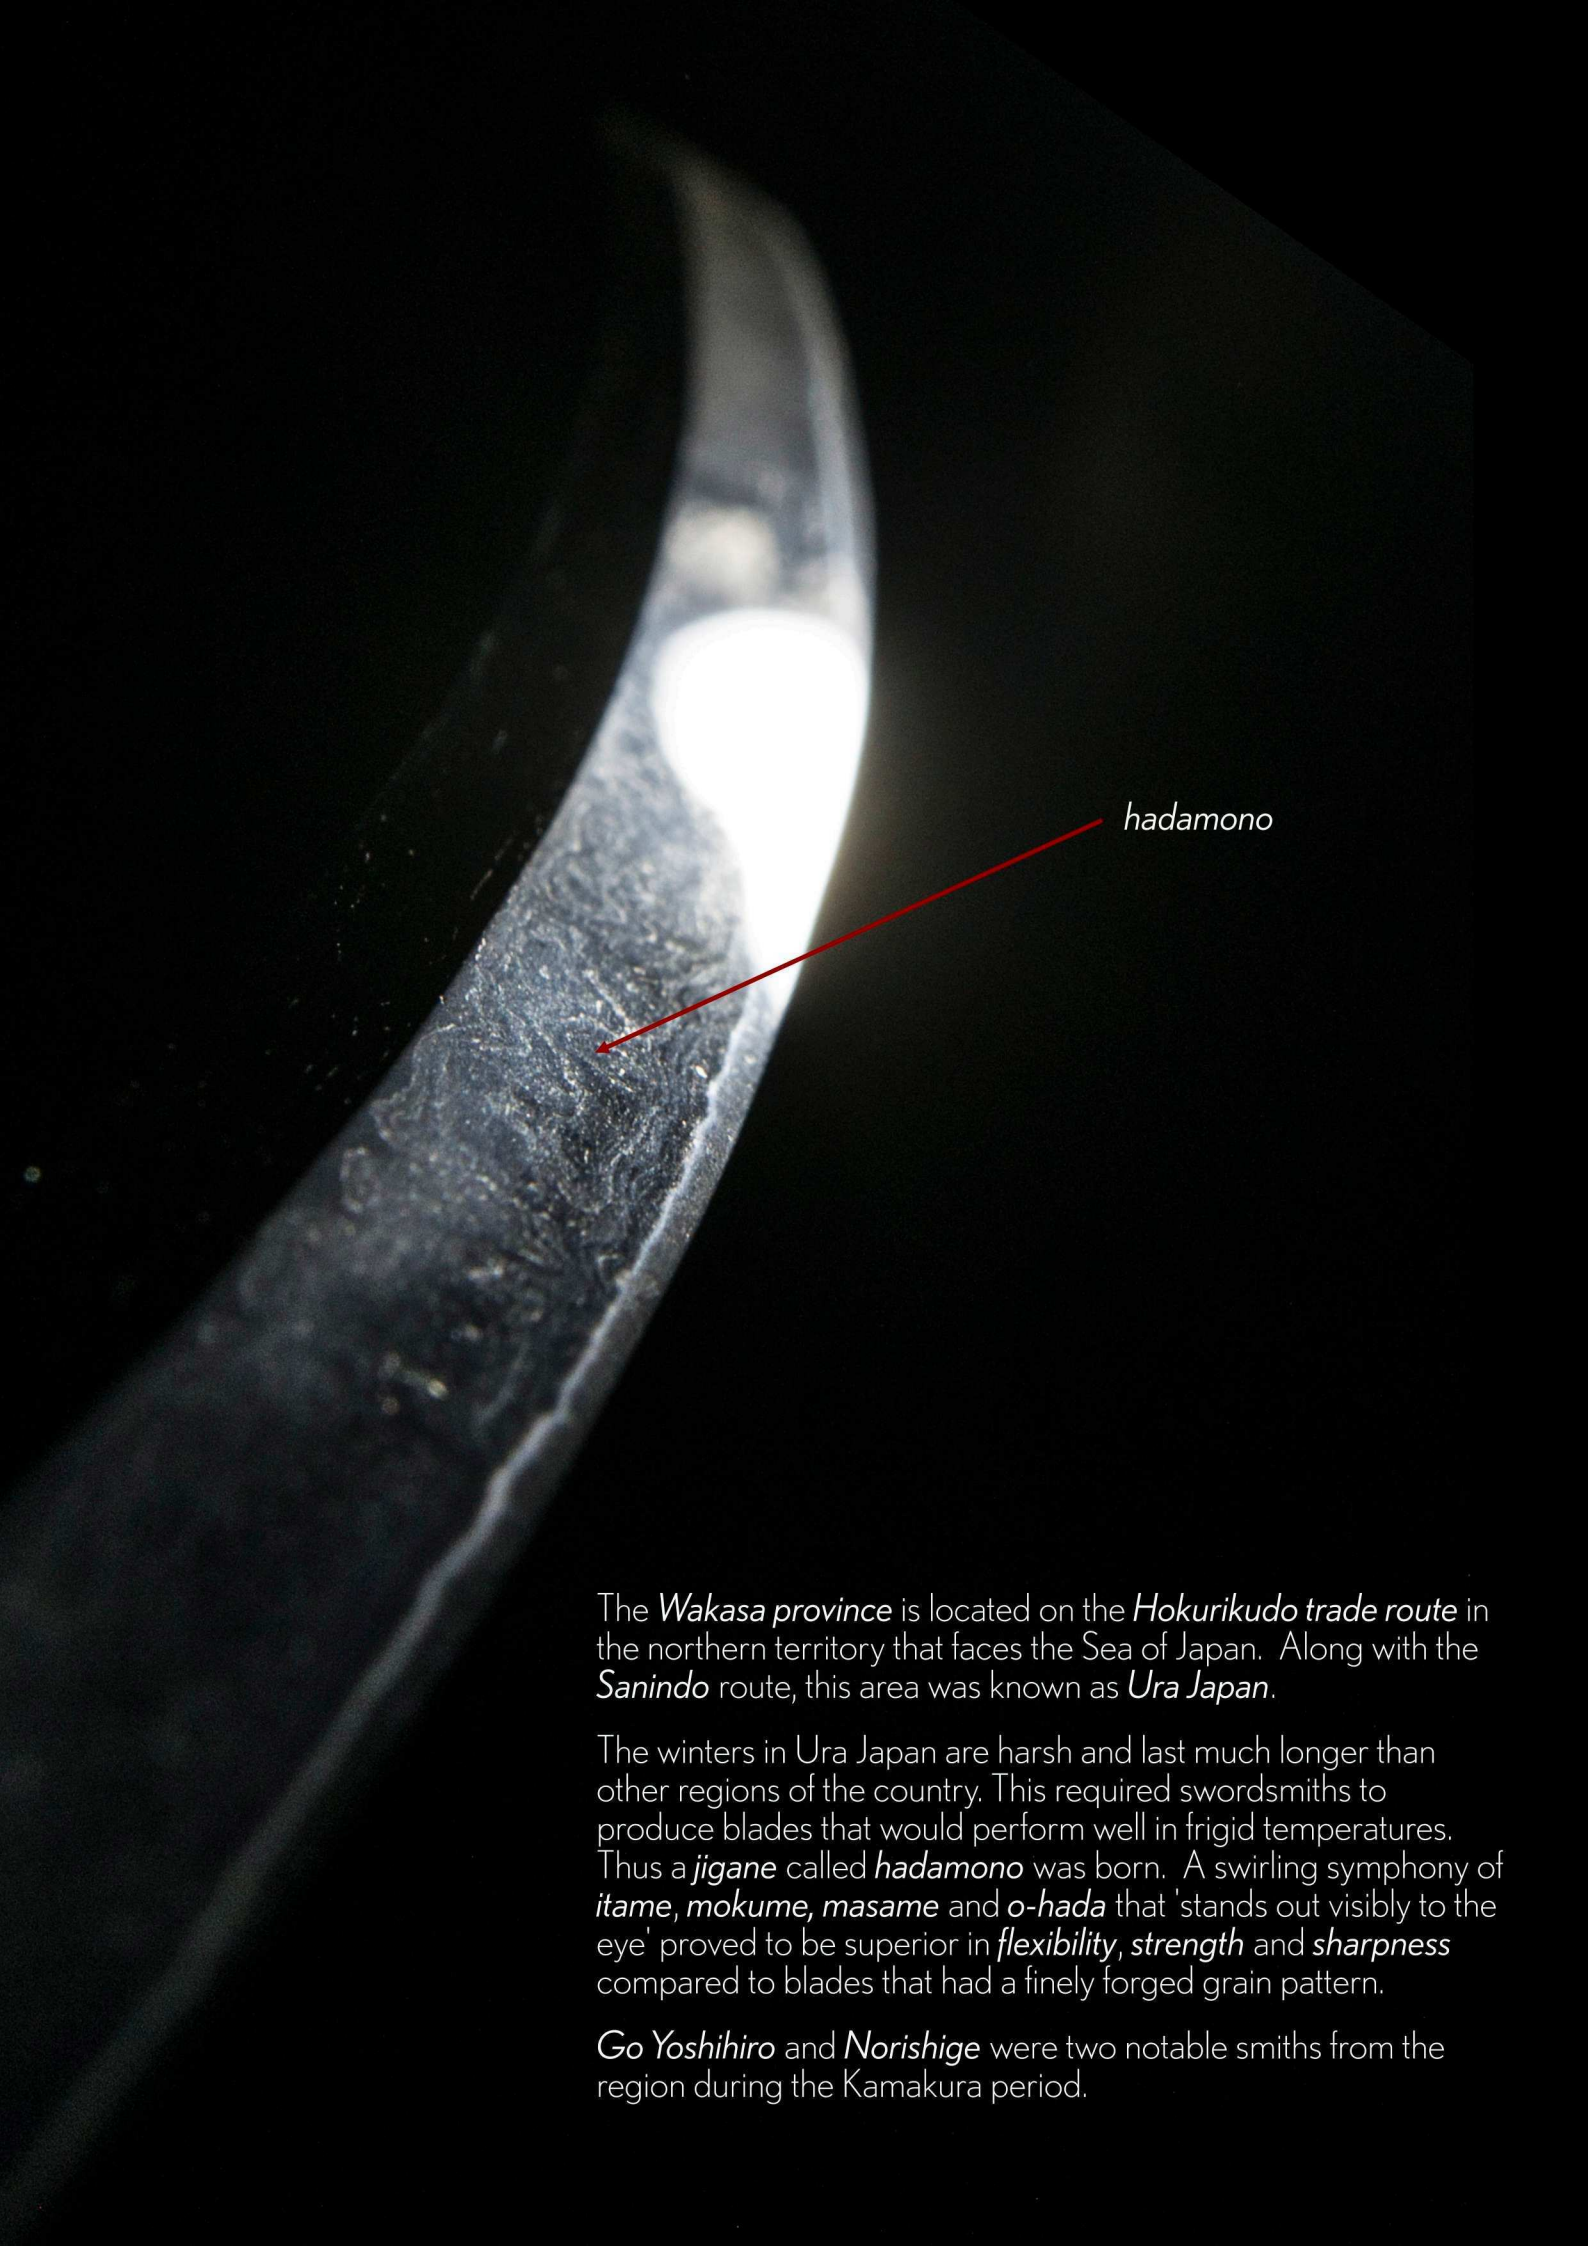 hadamono
The Wakasa province is located on the Hokurikudo trade route in
the northern territory that faces the Sea of Japan.  Along with the
Sanindo route, this area was known as Ura Japan.
The winters in Ura Japan are harsh and last much longer than
other regions of the country. This required swordsmiths to
produce blades that would perform well in frigid temperatures.
Thus a jigane called hadamono was born.  A swirling symphony of
itame, mokume, masame and o-hada that 'stands out visibly to the
eye' proved to be superior in flexibility, strength and sharpness
compared to blades that had a finely forged grain pattern.
Go Yoshihiro and Norishige were two notable smiths from the
region during the Kamakura period.